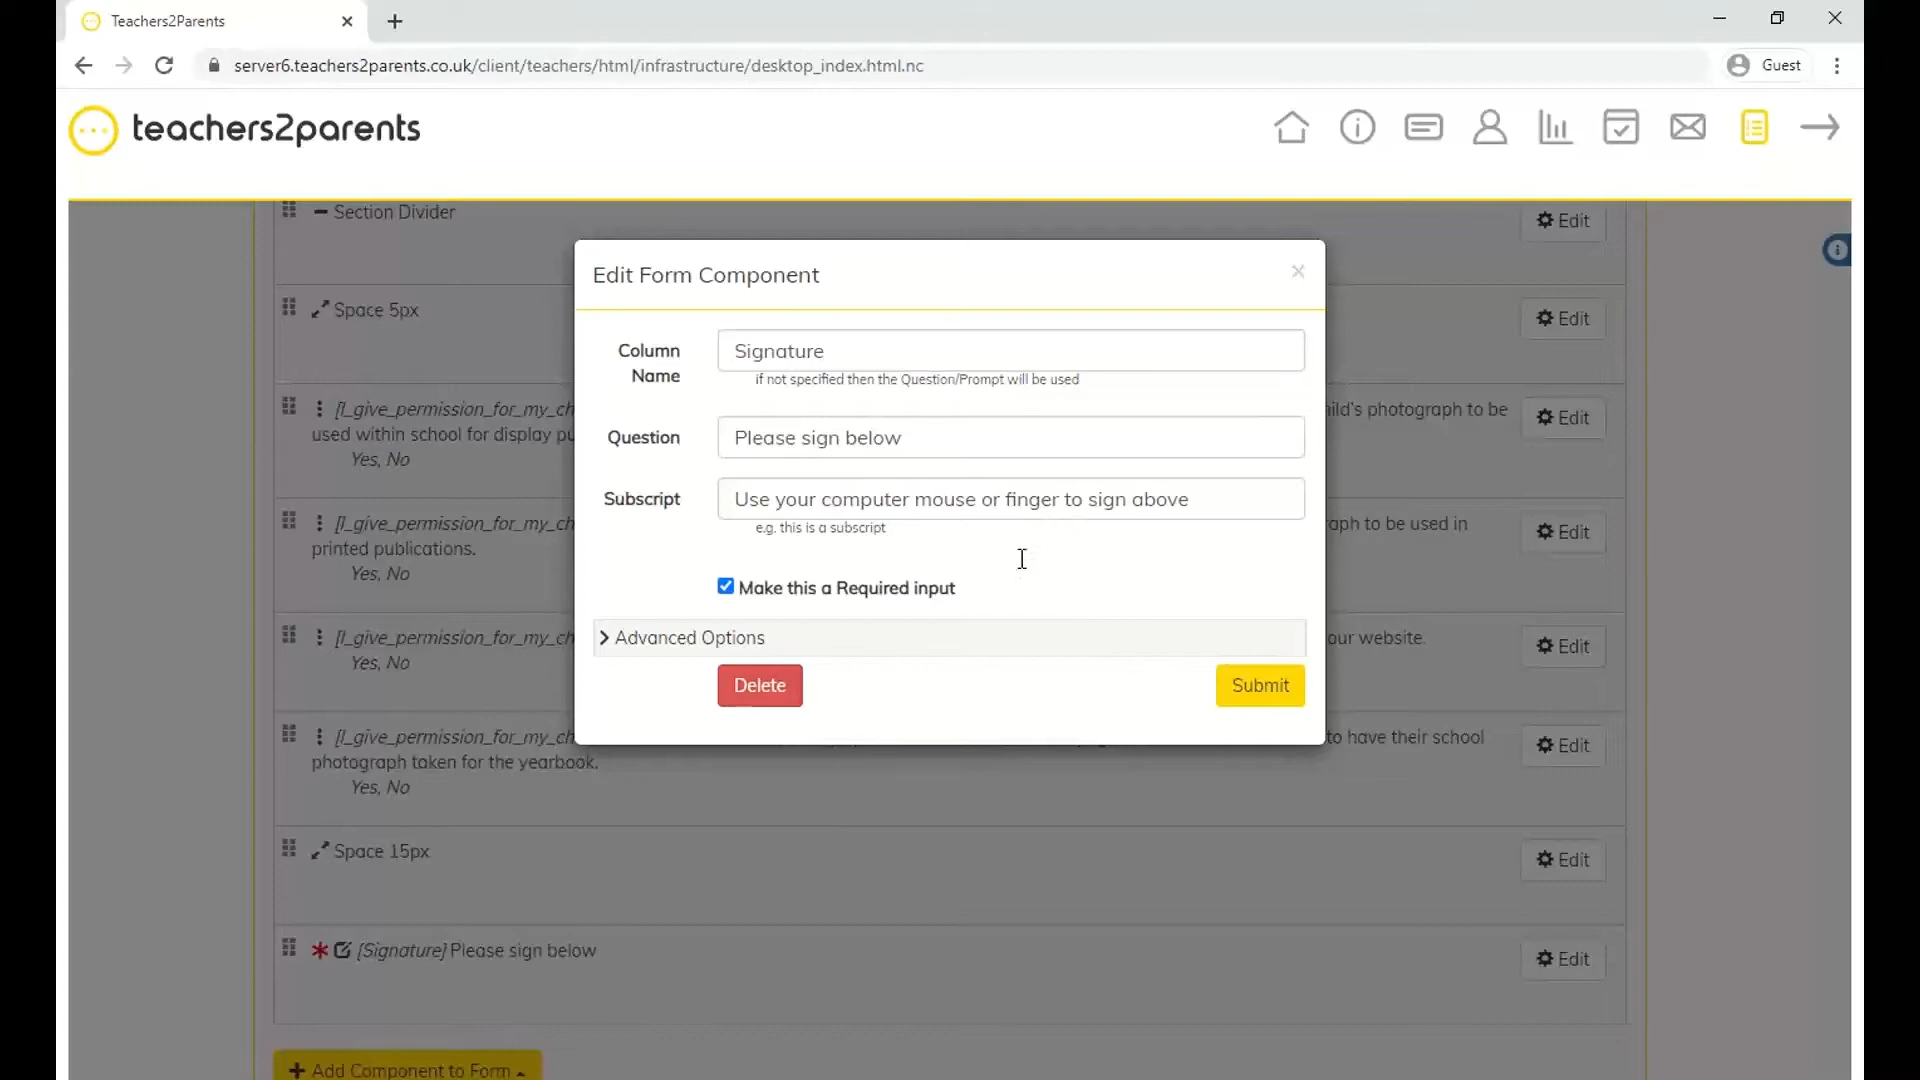 Teachers2Parents
server6.teachers2parents.co.uk/client/teachers/html/infrastructure/desktop_index.html.nc
Guest
teachers2parents
Section Divider
Edit
Space 5px
Edit
[I_give_permission_for_my_ch
photograph to be
used within school for display
Yes, No
Edit
[I_give_permission_for_my_ch
to be used in
printed publications.
Yes, No
Edit
[I_give_permission_for_my_ch
our website.
Yes, No
Edit
[I_give_permission_for_my_ch
to have their school
photograph taken for the yearbook.
Yes, No
Edit
Space 15px
Edit
[Signature] Please sign below
Edit
Add Component to Form
Edit Form Component
×
Column
Name
Signature
if not specified then the Question/Prompt will be used
Question
Please sign below
Subscript
Use your computer mouse or finger to sign above
e.g. this is a subscript
Make this a Required input
Advanced Options
Delete
Submit